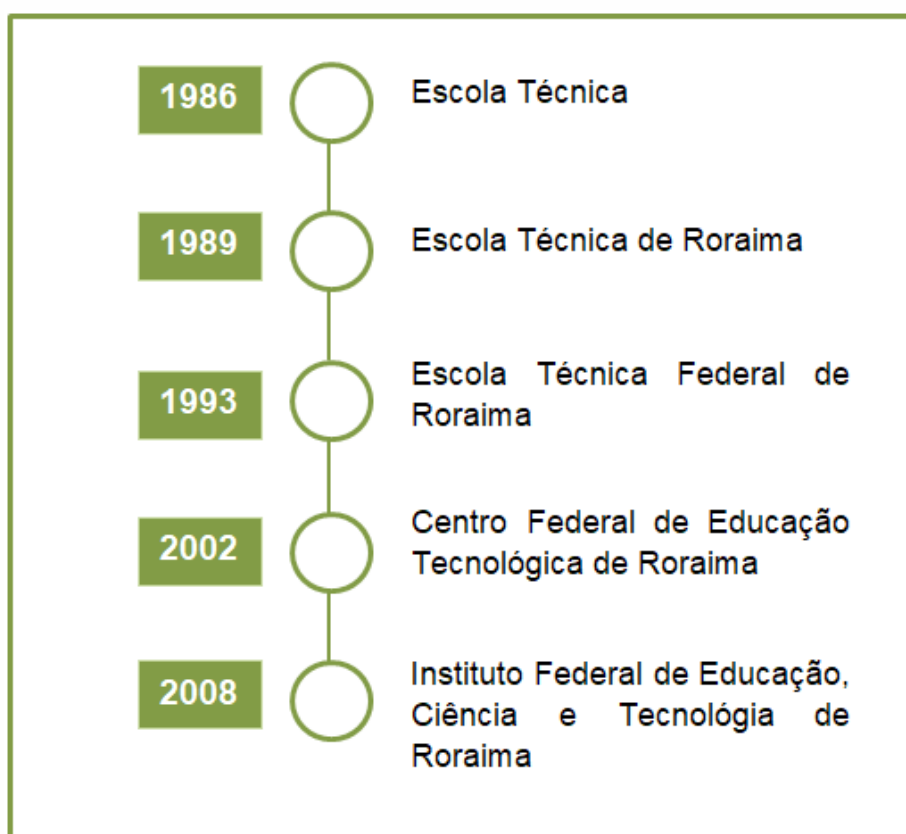 1986
Escola Técnica
1989
Escola Técnica de Roraima
1993
Escola Técnica Federal de
Roraima
2002
Centro Federal de Educação
Tecnológica de Roraima
2008
Instituto Federal de Educação,
Ciência e Tecnológia de
Roraima